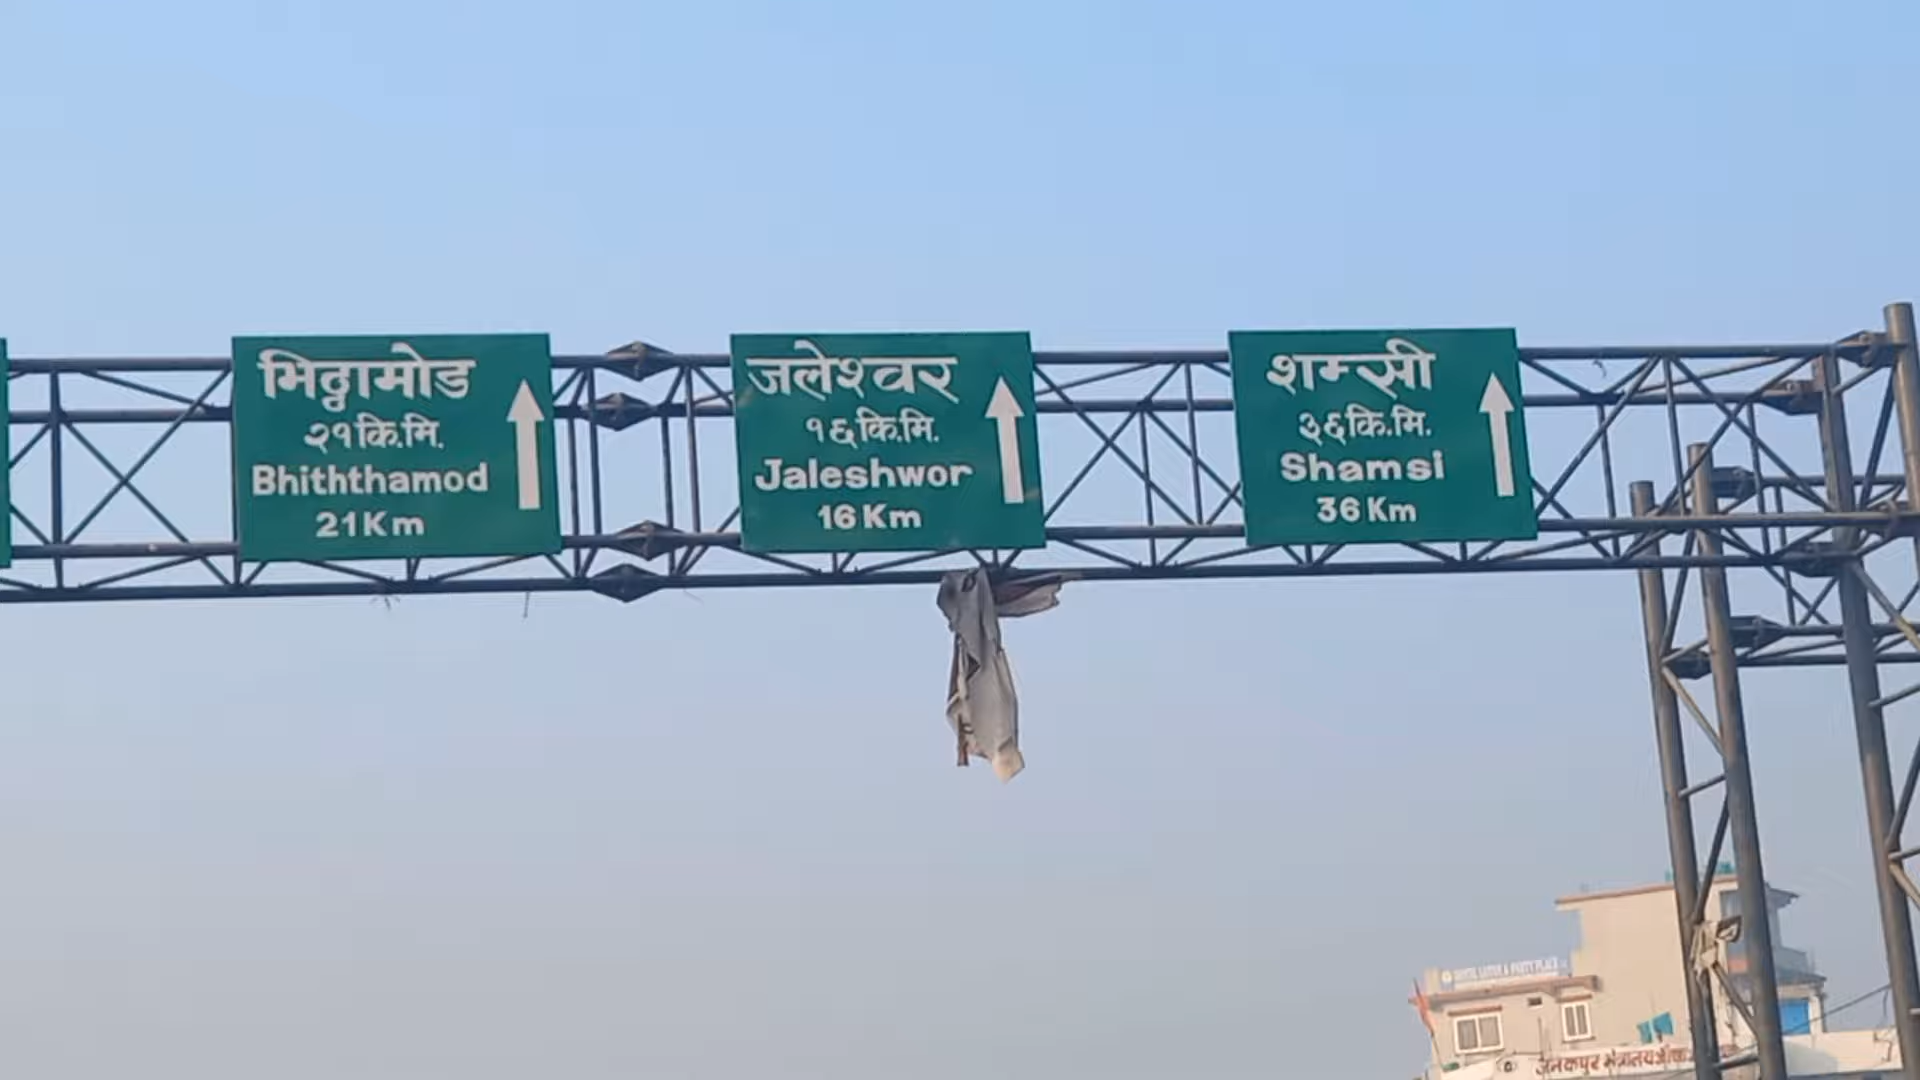 भिठ्ठामोड
२१कि.मि.
Bhiththamod
21Km
जलेश्वर
१६कि.मि.
Jaleshwor
16Km
शम्सी
३६कि.मि.
Shamsi
36Km
जनकपुर